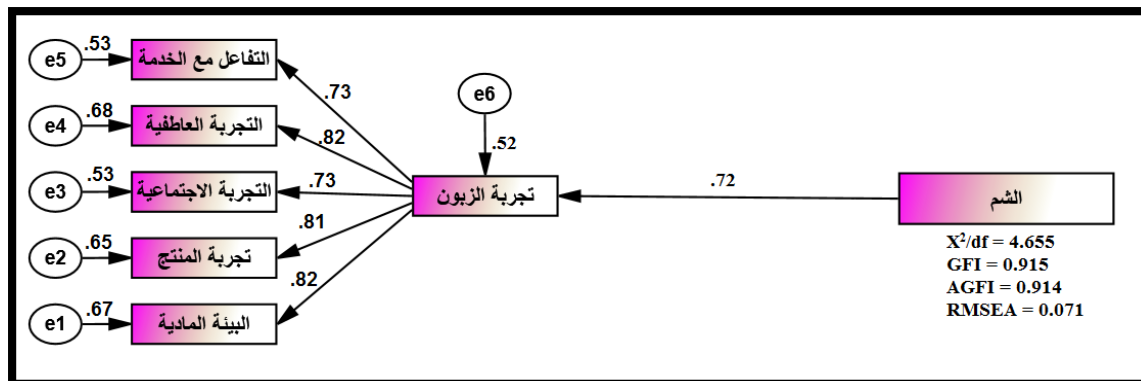 e5
.53
التفاعل مع الخدمة
.73
e4
.68
التجربة العاطفية
.82
e3
.53
التجربة الاجتماعية
.73
e2
.65
تجربة المنتج
.81
e1
.67
البيئة المادية
.82
e6
.52
تجربة الزبون
.72
الشم
X²/df = 4.655
GFI = 0.915
AGFI = 0.914
RMSEA = 0.071